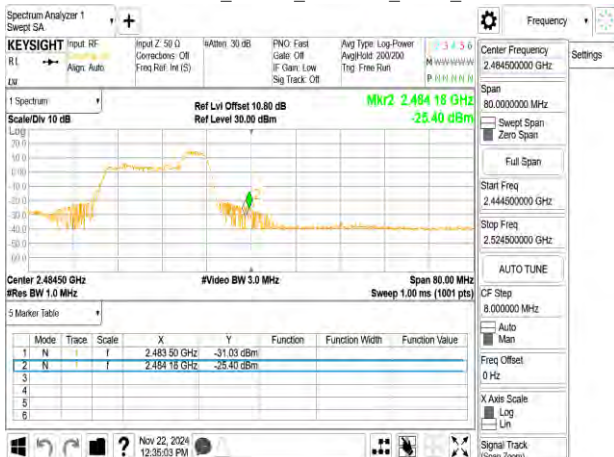 Spectrum Analyzer 1
Swept SA
Frequency
KEYSIGHT
Input: RF
Align: Auto
Input Z: 50 Ω
Corrections: Off
Freq Ref: Int (S)
#Atten: 30 dB
PNO: Fast
Gate: Off
IF Gain: Low
Sig Track: Off
Avg Type: Log-Power
Avg|Hold: 200/200
Trig: Free Run
3 4 5 6
M W W W W W
P N N N N N
RL
Center Frequency
2.484500000 GHz
Settings
Span
80.0000000 MHz
Swept Span
Zero Span
Full Span
Start Freq
2.444500000 GHz
Stop Freq
2.524500000 GHz
AUTO TUNE
CF Step
8.000000 MHz
Auto
Man
Freq Offset
0 Hz
X Axis Scale
Log
Lin
Signal Track
(Span Zoom)
1 Spectrum
Scale/Div 10 dB
Ref Lvl Offset 10.80 dB
Ref Level 30.00 dBm
Mkr2 2.484 18 GHz
-25.40 dBm
Log
2
Center 2.48450 GHz
#Res BW 1.0 MHz
#Video BW 3.0 MHz
Span 80.00 MHz
Sweep 1.00 ms (1001 pts)
5 Marker Table
Mode Trace Scale X Y Function Function Width Function Value
1 N 1 f 2.483 50 GHz -31.03 dBm
2 N 1 f 2.484 18 GHz -25.40 dBm
3
4
5
6
?
Nov 22, 2024
12:35:03 PM